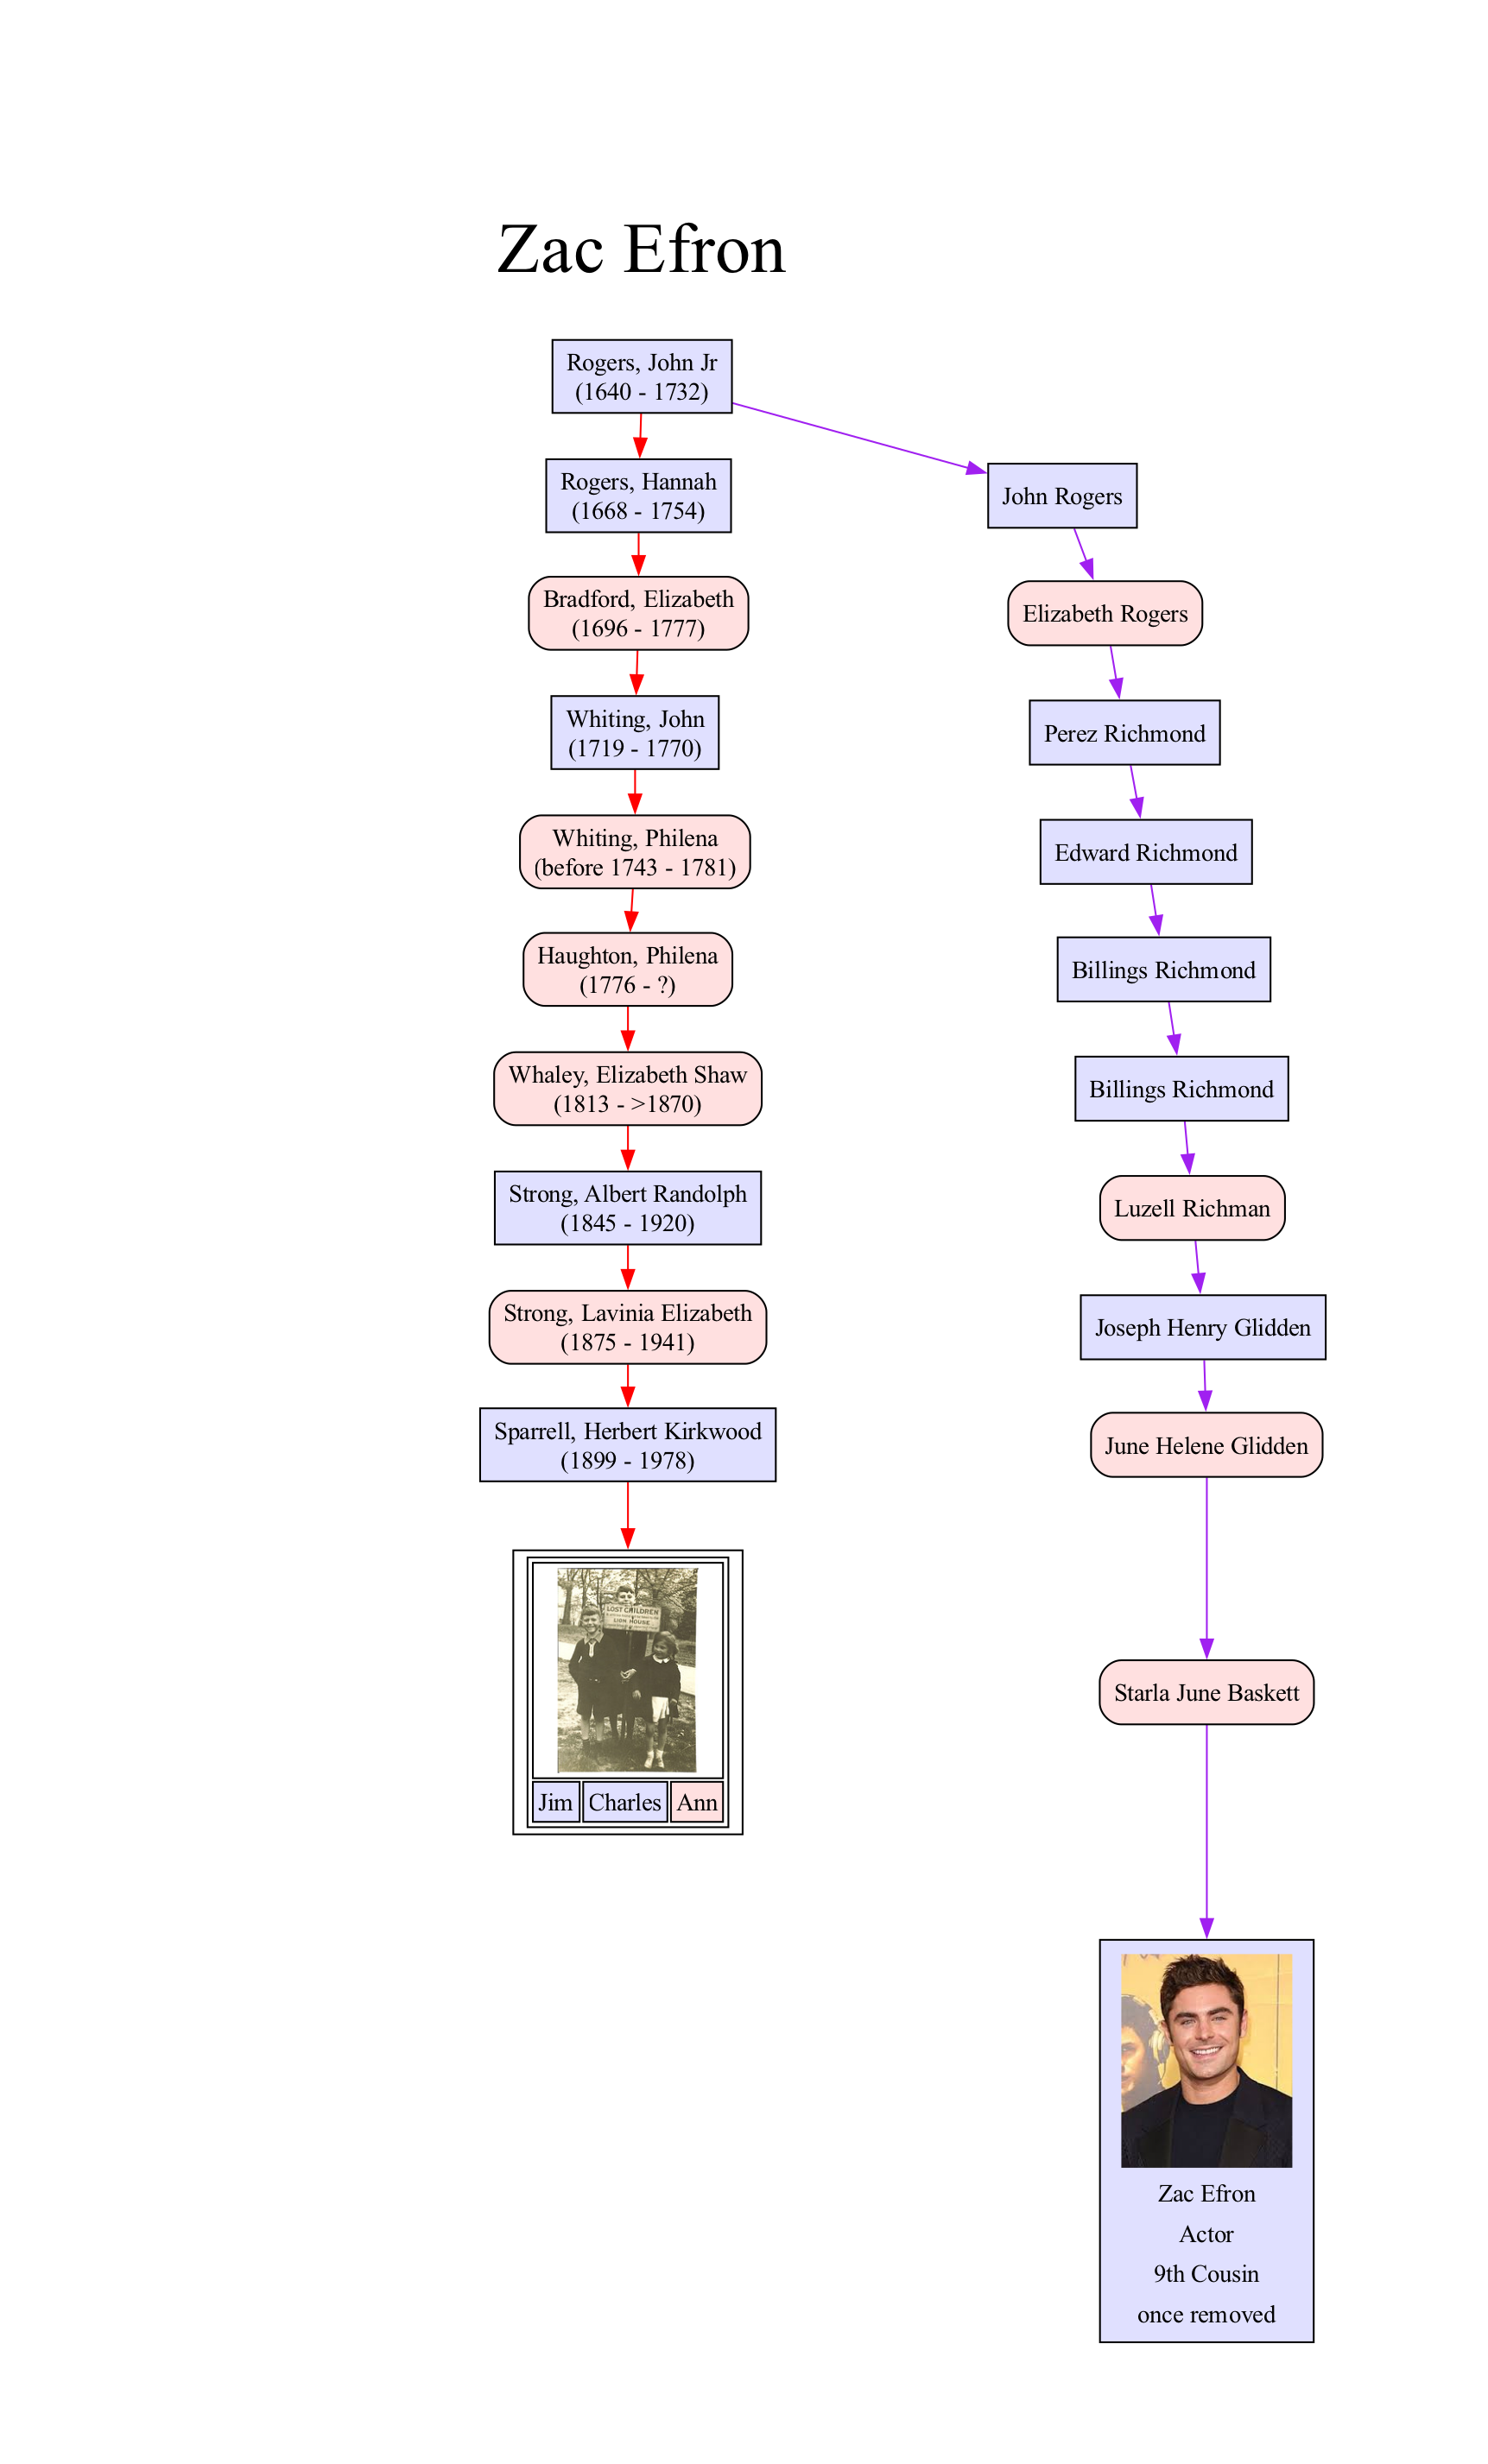 Zac Efron
Rogers, John Jr
(1640 - 1732)
Rogers, Hannah
(1668 - 1754)
John Rogers
Bradford, Elizabeth
(1696 - 1777)
Elizabeth Rogers
Whiting, John
(1719 - 1770)
Perez Richmond
Whiting, Philena
(before 1743 - 1781)
Edward Richmond
Haughton, Philena
(1776 - ?)
Billings Richmond
Whaley, Elizabeth Shaw
(1813 - >1870)
Billings Richmond
Strong, Albert Randolph
(1845 - 1920)
Luzell Richman
Strong, Lavinia Elizabeth
(1875 - 1941)
Joseph Henry Glidden
Sparrell, Herbert Kirkwood
(1899 - 1978)
June Helene Glidden
LOST CHILDREN
LION HOUSE
Jim Charles Ann
Starla June Baskett
Zac Efron
Actor
9th Cousin
once removed